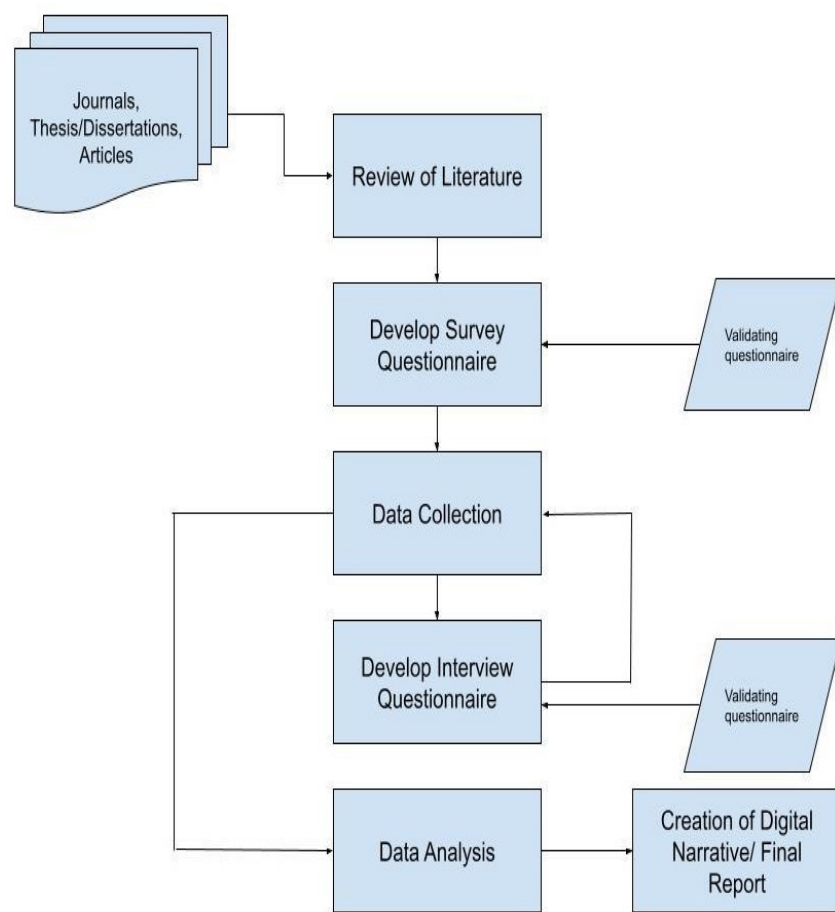 Journals,
Thesis/Dissertations,
Articles
Review of Literature
Develop Survey
Questionnaire
Validating
questionnaire
Data Collection
Develop Interview
Questionnaire
Validating
questionnaire
Data Analysis
Creation of Digital
Narrative/ Final
Report